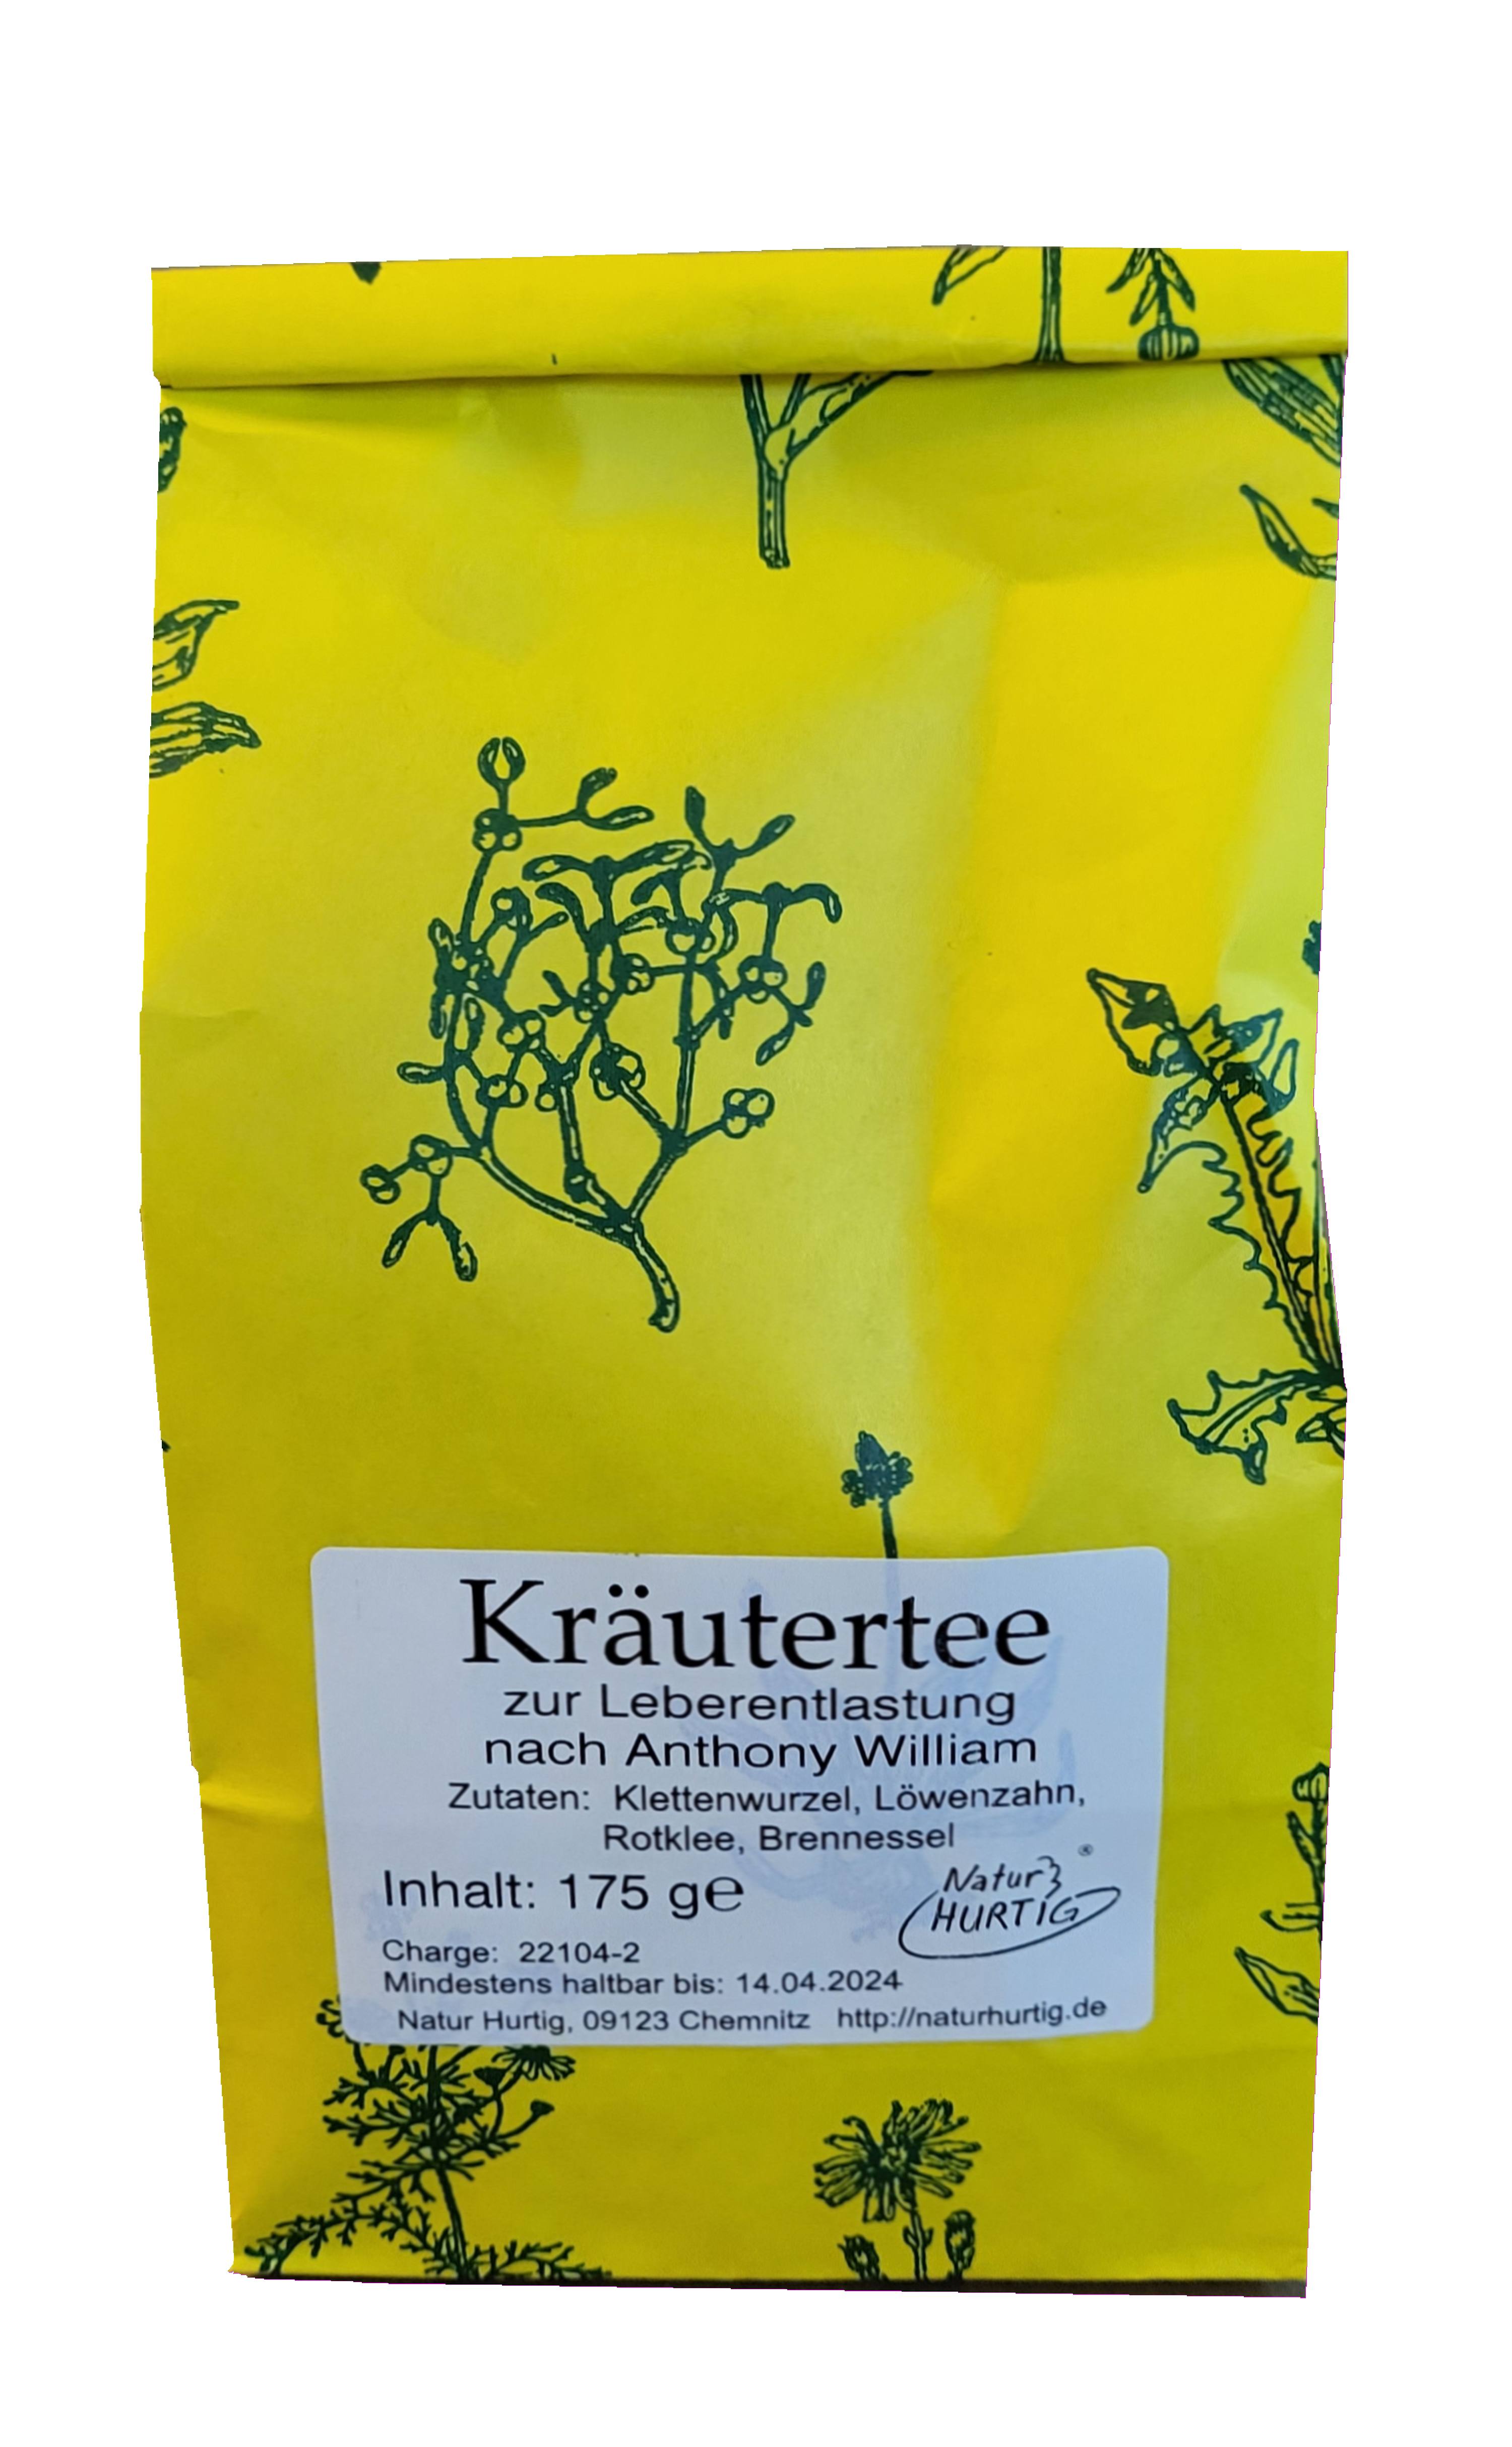 Kräutertee
zur Leberentlastung
nach Anthony William
Zutaten: Klettenwurzel, Löwenzahn,
Rotklee, Brennessel
Inhalt: 175 g℮
Natur
HURTIG ®
Charge: 22104-2
Mindestens haltbar bis: 14.04.2024
Natur Hurtig, 09123 Chemnitz http://naturhurtig.de